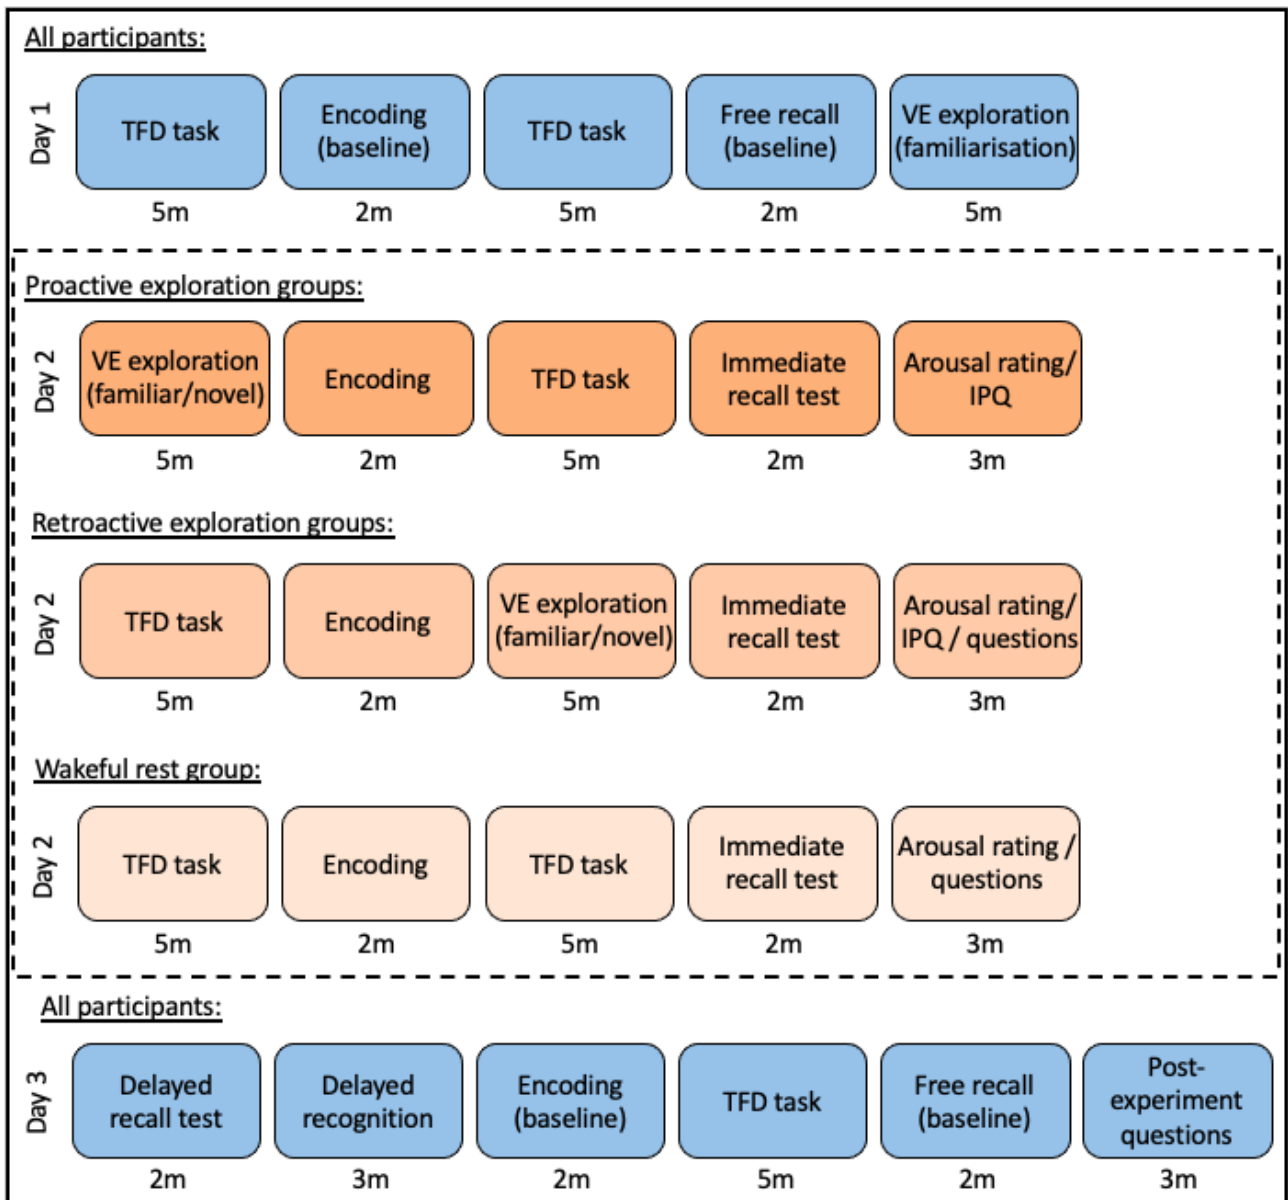 All participants:
Day 1
TFD task
Encoding
(baseline)
TFD task
Free recall
(baseline)
VE exploration
(familiarisation)
5m
2m
5m
2m
5m
Proactive exploration groups:
Day 2
VE exploration
(familiar/novel)
Encoding
TFD task
Immediate
recall test
Arousal rating/
IPQ
5m
2m
5m
2m
3m
Retroactive exploration groups:
Day 2
TFD task
Encoding
VE exploration
(familiar/novel)
Immediate
recall test
Arousal rating/
IPQ / questions
5m
2m
5m
2m
3m
Wakeful rest group:
Day 2
TFD task
Encoding
TFD task
Immediate
recall test
Arousal rating /
questions
5m
2m
5m
2m
3m
All participants:
Day 3
Delayed
recall test
Delayed
recognition
Encoding
(baseline)
TFD task
Free recall
(baseline)
Post-
experiment
questions
2m
3m
2m
5m
2m
3m